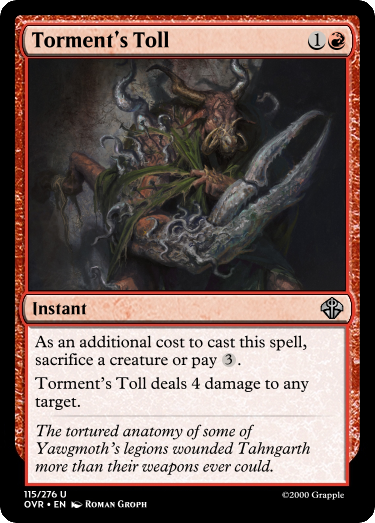 Torment's Toll 1
Instant
As an additional cost to cast this spell,
sacrifice a creature or pay 3.
Torment's Toll deals 4 damage to any
target.
The tortured anatomy of some of
Yawgmoth's legions wounded Tahngarth
more than their weapons ever could.
115/276 U
OVR • EN Roman Groph
©2000 Grapple